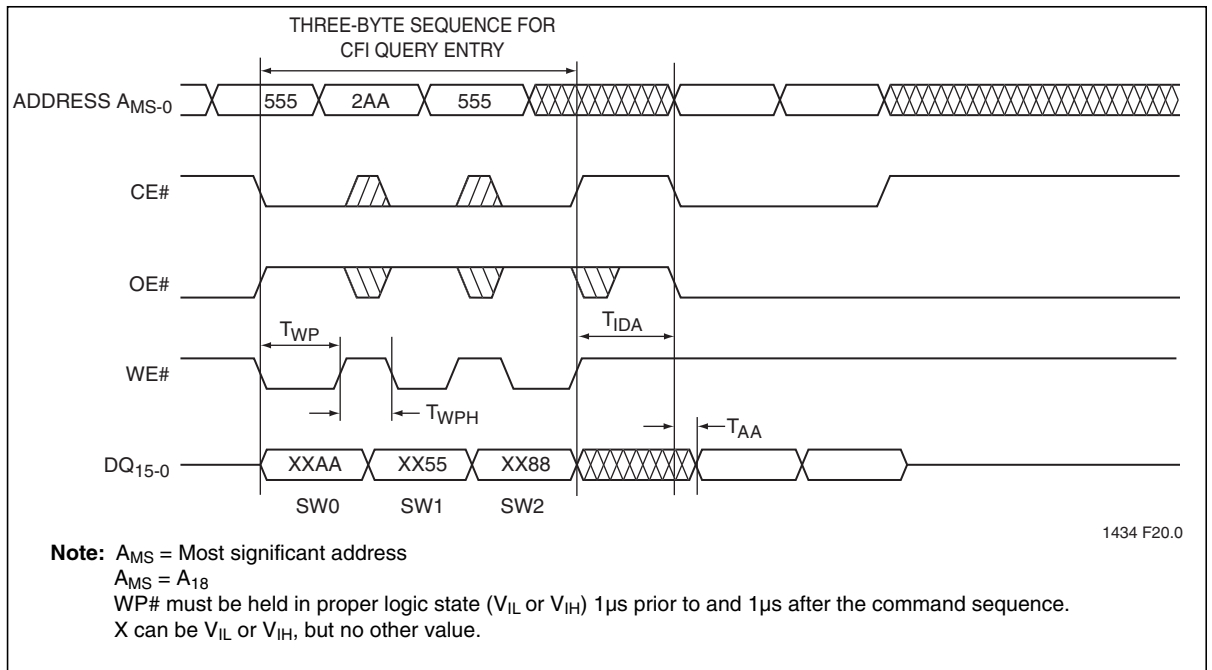 THREE-BYTE SEQUENCE FOR
CFI QUERY ENTRY
ADDRESS AMS-0
555 2AA 555
CE#
OE#
TWP
TIDA
WE#
TWPH
TAA
DQ15-0
XXAA XX55 XX88
SW0 SW1 SW2
1434 F20.0
Note: AMS = Most significant address
AMS = A18
WP# must be held in proper logic state (VIL or VIH) 1µs prior to and 1µs after the command sequence.
X can be VIL or VIH, but no other value.